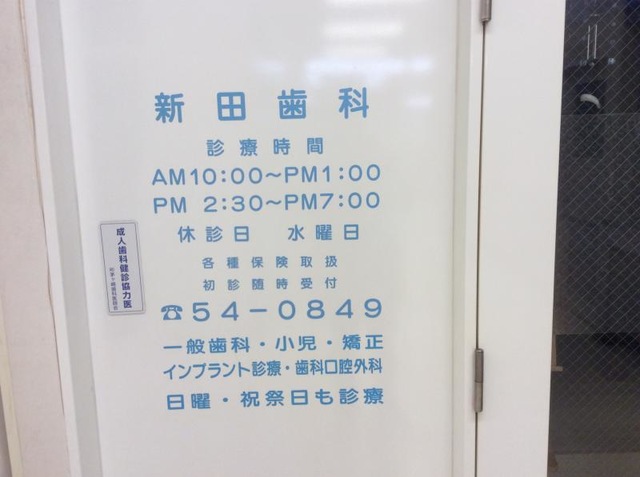 新田歯科
診療時間
AM10:00~PM1:00
PM 2:30~PM7:00
休診日 水曜日
各種保険取扱
初診随時受付
☎54-0849
一般歯科・小児・矯正
インプラント診療・歯科口腔外科
日曜・祝祭日も診療
成人歯科健診協力医